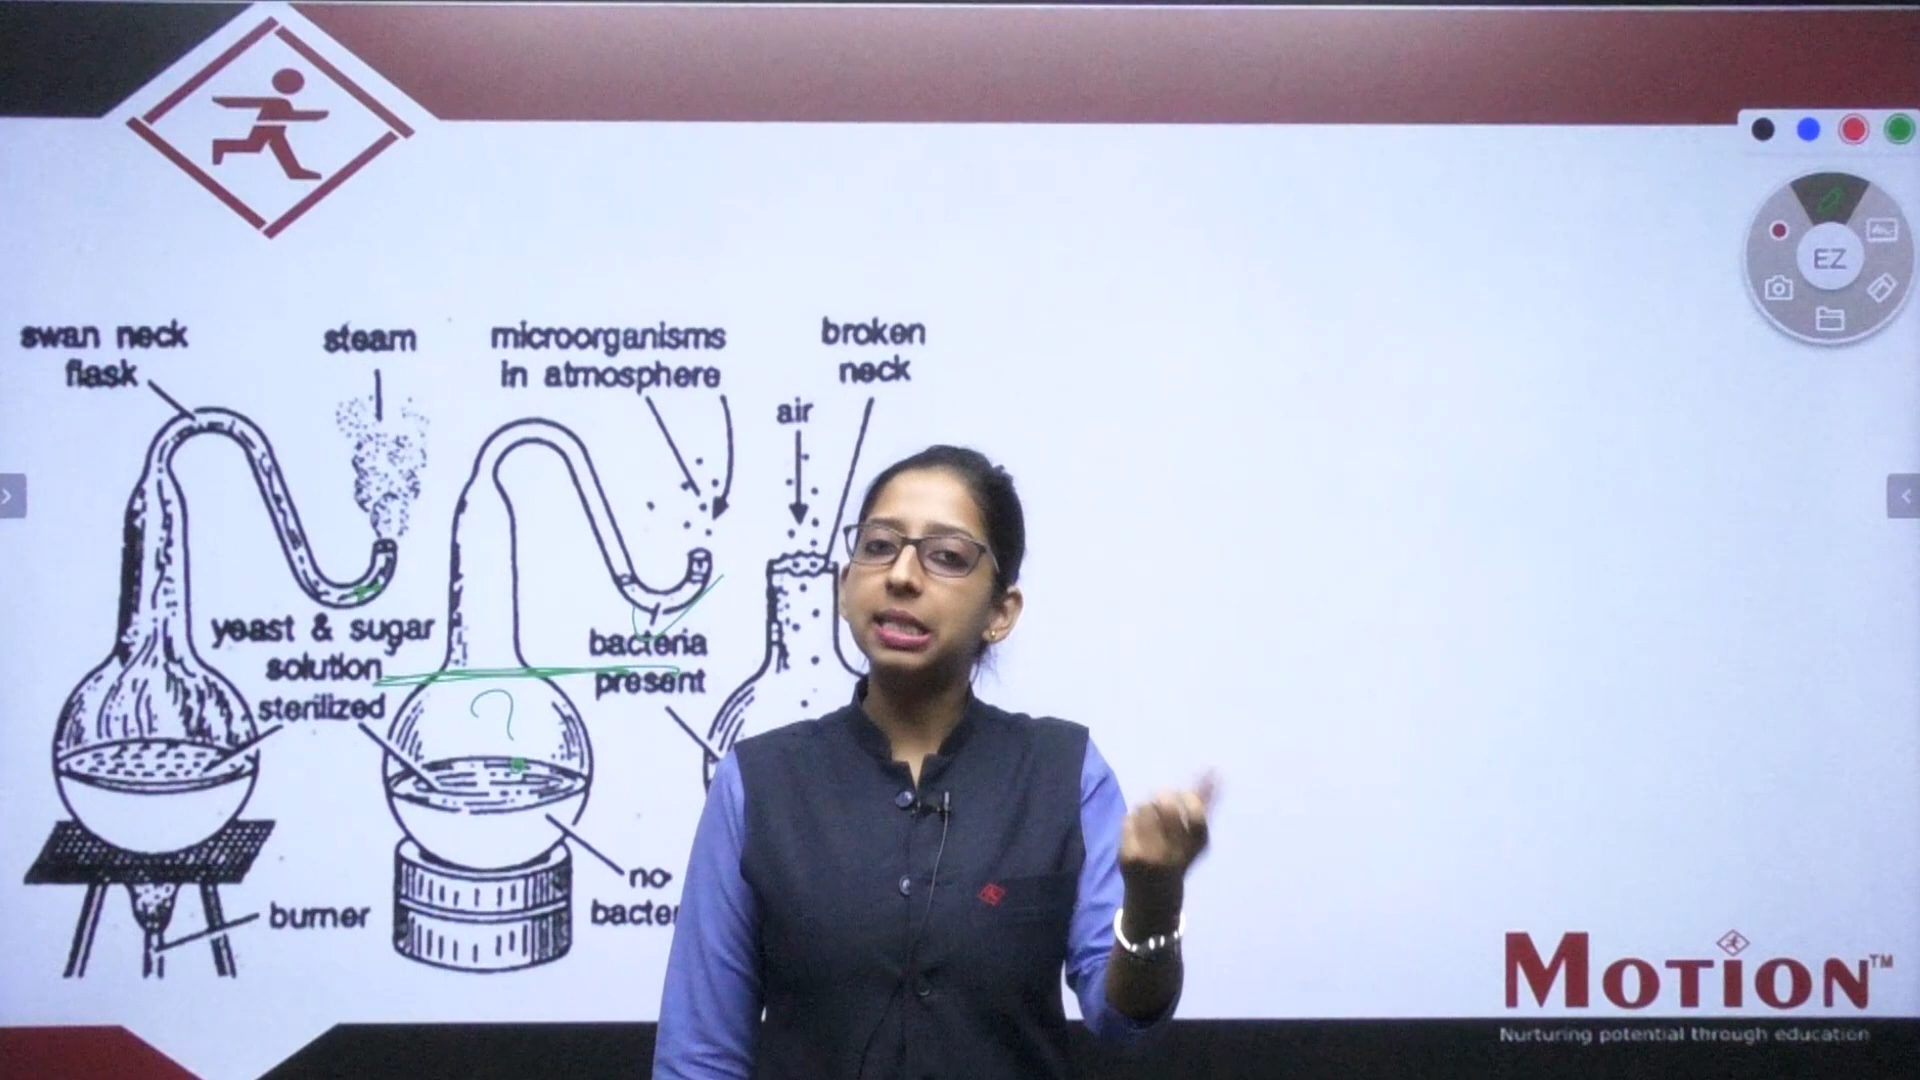 swan neck
flask
steam
microorganisms
in atmosphere
broken
neck
air
yeast & sugar
solution
sterilized
bacteria
present
?
no
burner
EZ
MOTION™
Nurturing potential through education